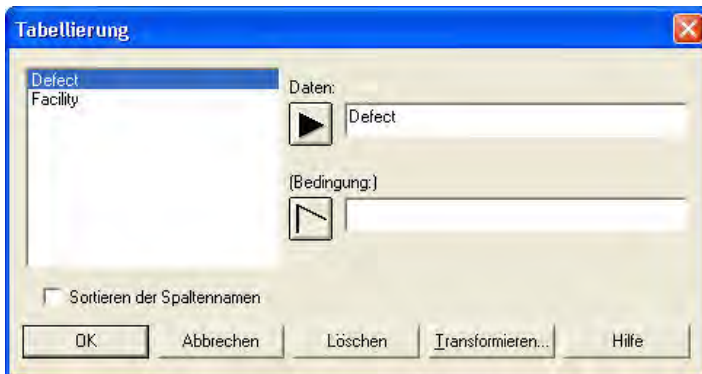 Tabellierung
Defect
Facility
Daten:
Defect
(Bedingung:)
Sortieren der Spaltennamen
OK Abbrechen Löschen Transformieren... Hilfe